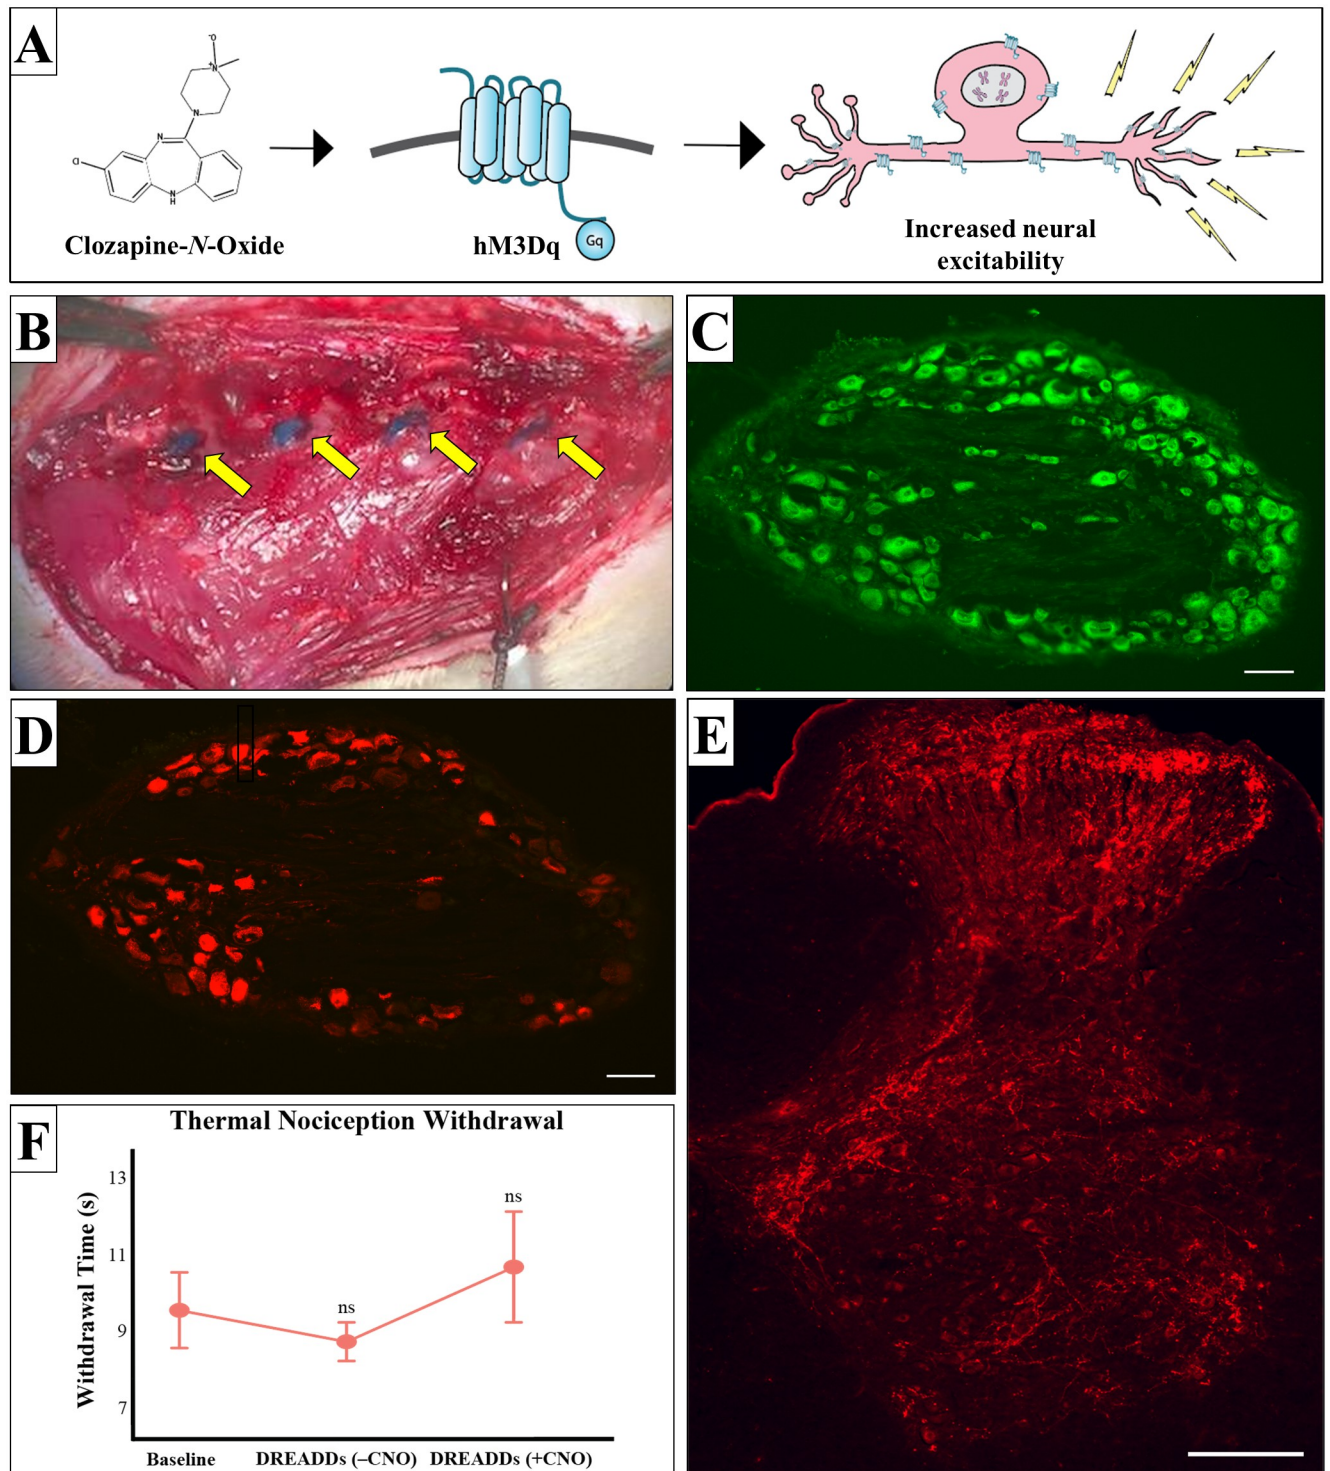 A
O
N
N
N
Cl
N
H
Gq
Clozapine-N-Oxide
hM3Dq
Increased neural
excitability
B
C
D
E
F
Thermal Nociception Withdrawal
Withdrawal Time (s)
13
11
9
7
ns
ns
Baseline
DREADDs (–CNO)
DREADDs (+CNO)